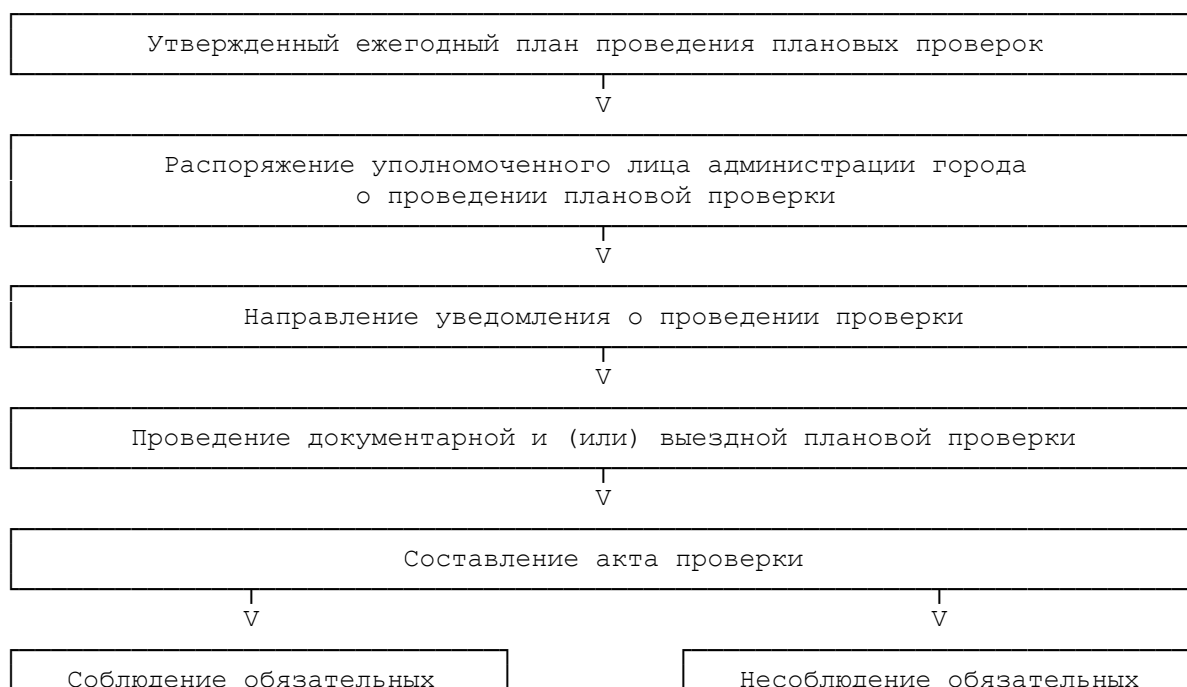 Утвержденный ежегодный план проведения плановых проверок
V
Распоряжение уполномоченного лица администрации города
о проведении плановой проверки
V
Направление уведомления о проведении проверки
V
Проведение документарной и (или) выездной плановой проверки
V
Составление акта проверки
V V
Соблюдение обязательных Несоблюдение обязательных